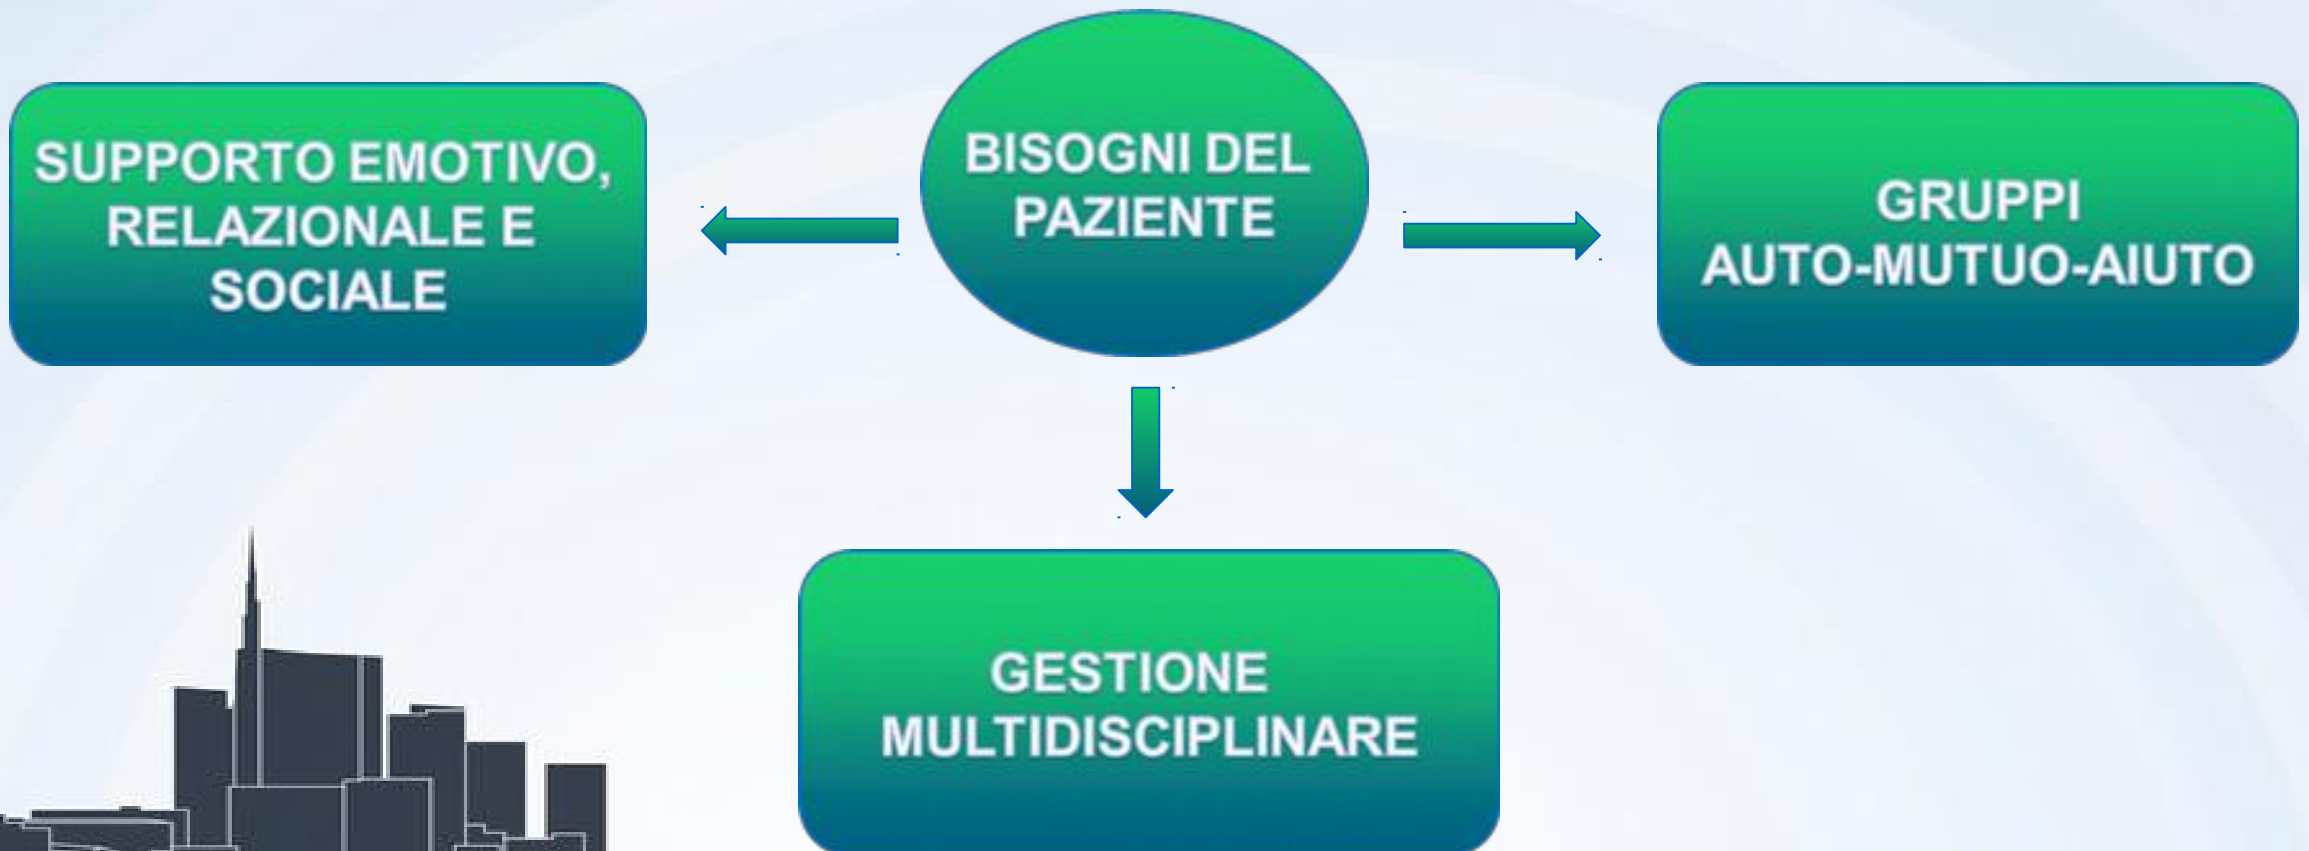 BISOGNI DEL
PAZIENTE
SUPPORTO EMOTIVO,
RELAZIONALE E
SOCIALE
GRUPPI
AUTO-MUTUO-AIUTO
GESTIONE
MULTIDISCIPLINARE